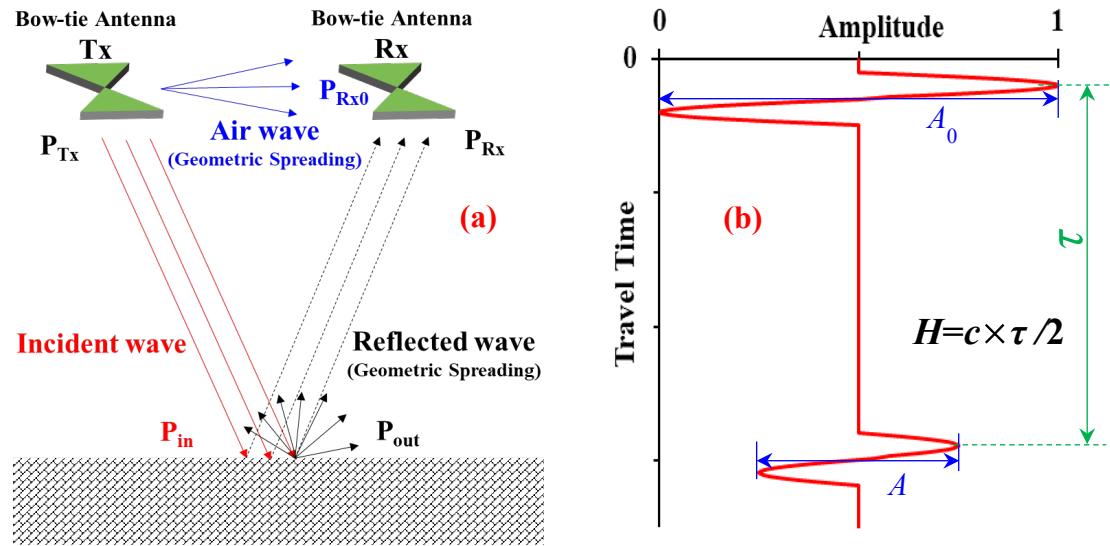 Bow-tie Antenna
Tx
Bow-tie Antenna
Rx
P_Rx0
Air wave
(Geometric Spreading)
P_Tx
P_Rx
(a)
Incident wave
Reflected wave
(Geometric Spreading)
P_in
P_out
0
Amplitude
1
0
A_0
Travel Time
(b)
τ
H=c×τ/2
A